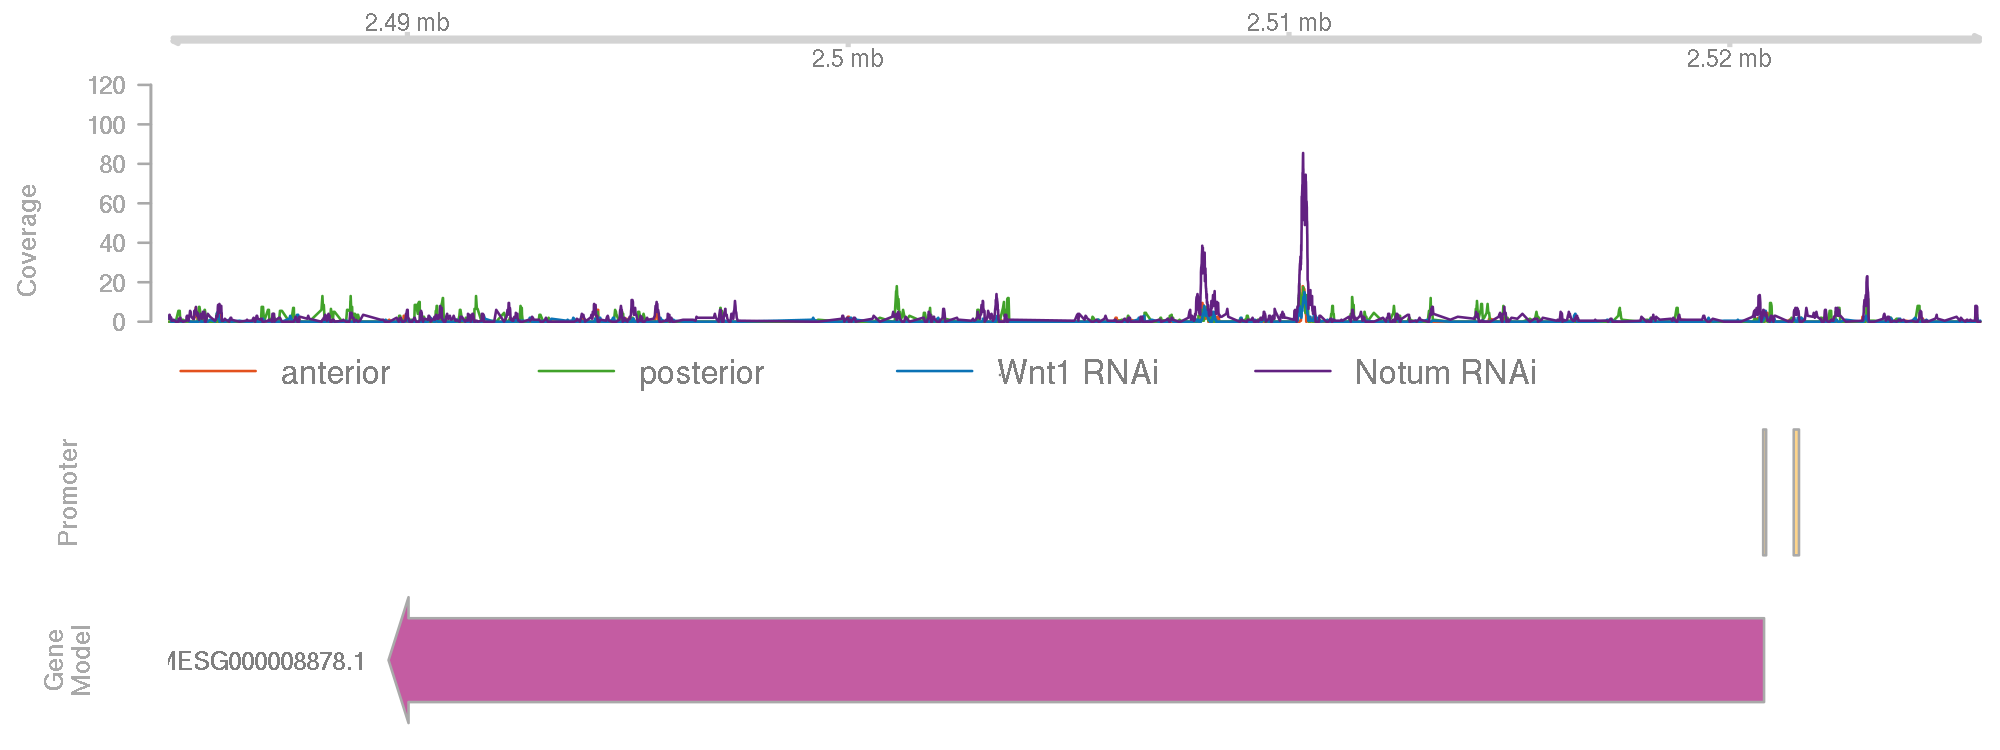 2.49 mb
2.51 mb
2.5 mb
2.52 mb
120
100
80
60
40
20
0
Coverage
anterior
posterior
Wnt1 RNAi
Notum RNAi
Promoter
Gene
Model
MESG000008878.1